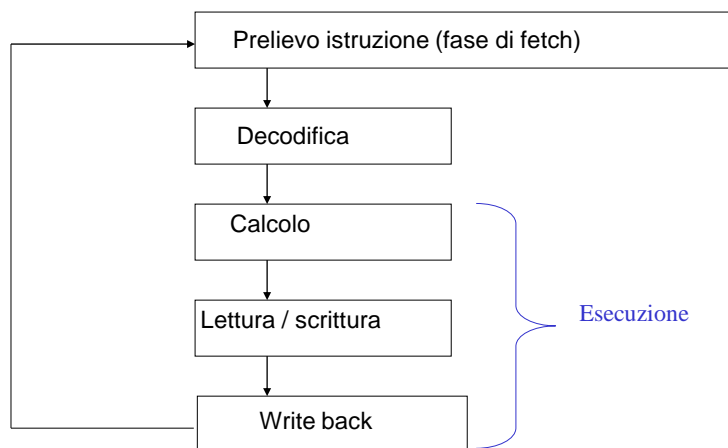 Prelievo istruzione (fase di fetch)
Decodifica
Calcolo
Lettura / scrittura
Esecuzione
Write back